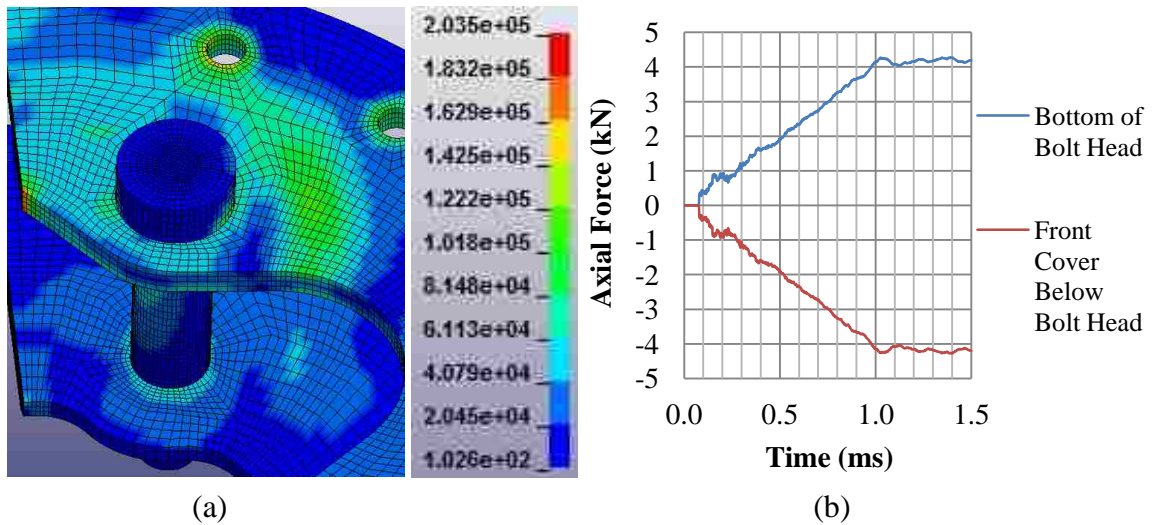 2.035e+05
1.832e+05
1.629e+05
1.425e+05
1.222e+05
1.018e+05
8.148e+04
6.113e+04
4.079e+04
2.045e+04
1.026e+02
(a)
5
4
3
2
1
0
-1
-2
-3
-4
-5
Axial Force (kN)
0.0 0.5 1.0 1.5
Time (ms)
Bottom of
Bolt Head
Front
Cover
Below
Bolt Head
(b)